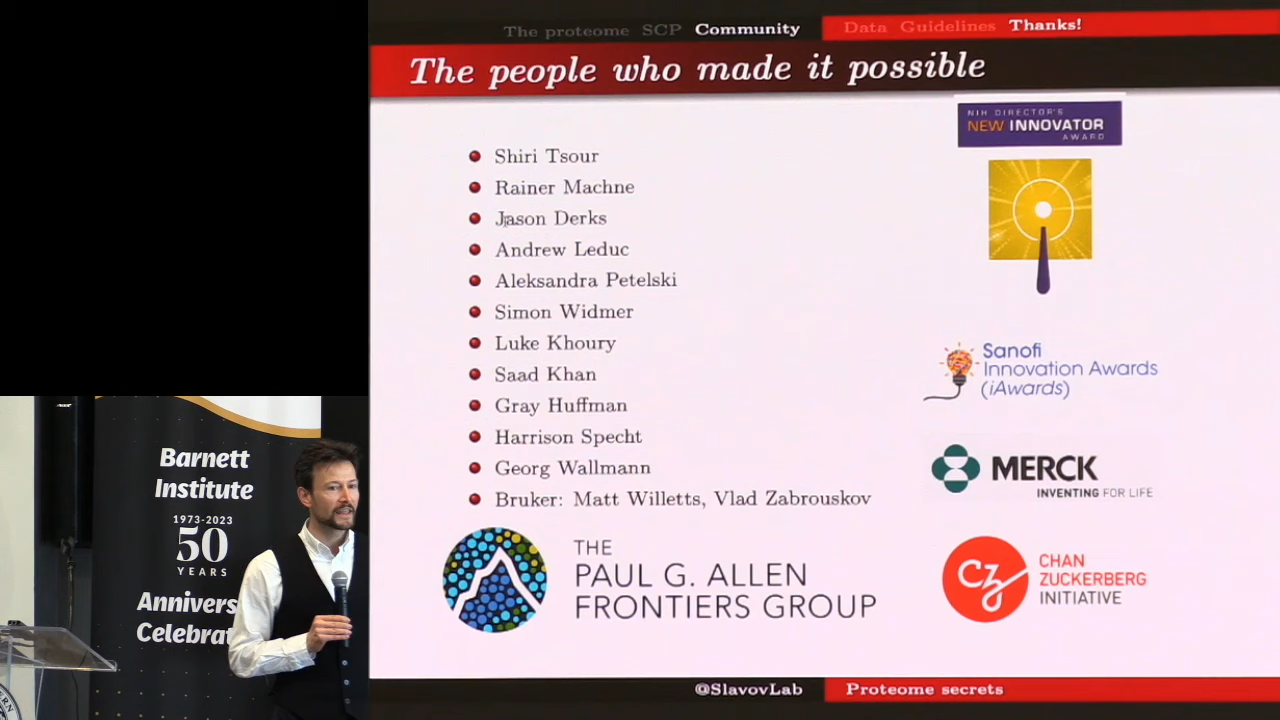 The proteome SCP Community Data Guidelines Thanks!
The people who made it possible
NIH DIRECTOR'S
NEW INNOVATOR
AWARD
Shiri Tsour
Rainer Machne
Jason Derks
Andrew Leduc
Aleksandra Petelski
Simon Widmer
Luke Khoury
Saad Khan
Gray Huffman
Harrison Specht
Georg Wallmann
Bruker: Matt Willetts, Vlad Zabrouskov
Sanofi
Innovation Awards
(iAwards)
MERCK
INVENTING FOR LIFE
THE
PAUL G. ALLEN
FRONTIERS GROUP
CZ
CHAN
ZUCKERBERG
INITIATIVE
@SlavovLab Proteome secrets
Barnett
Institute
1973-2023
50
YEARS
Annivers
Celebrat